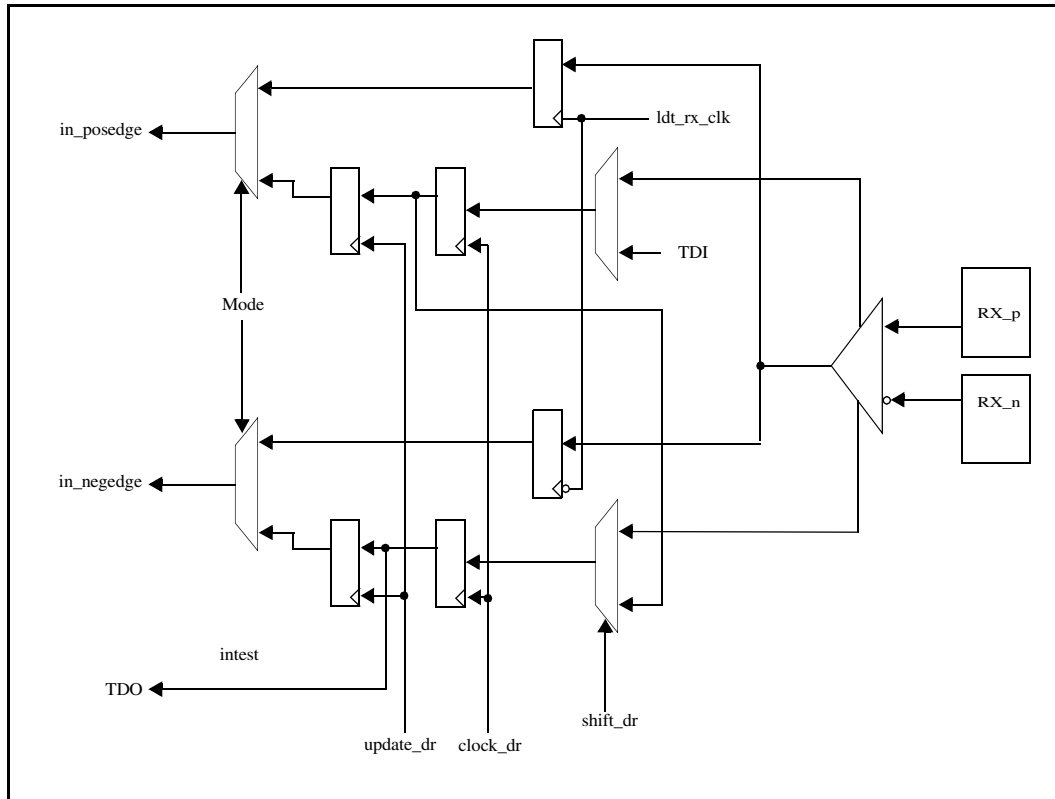 ldt_rx_clk
in_posedge
TDI
Mode
RX_p
RX_n
in_negedge
intest
TDO
shift_dr
update_dr
clock_dr